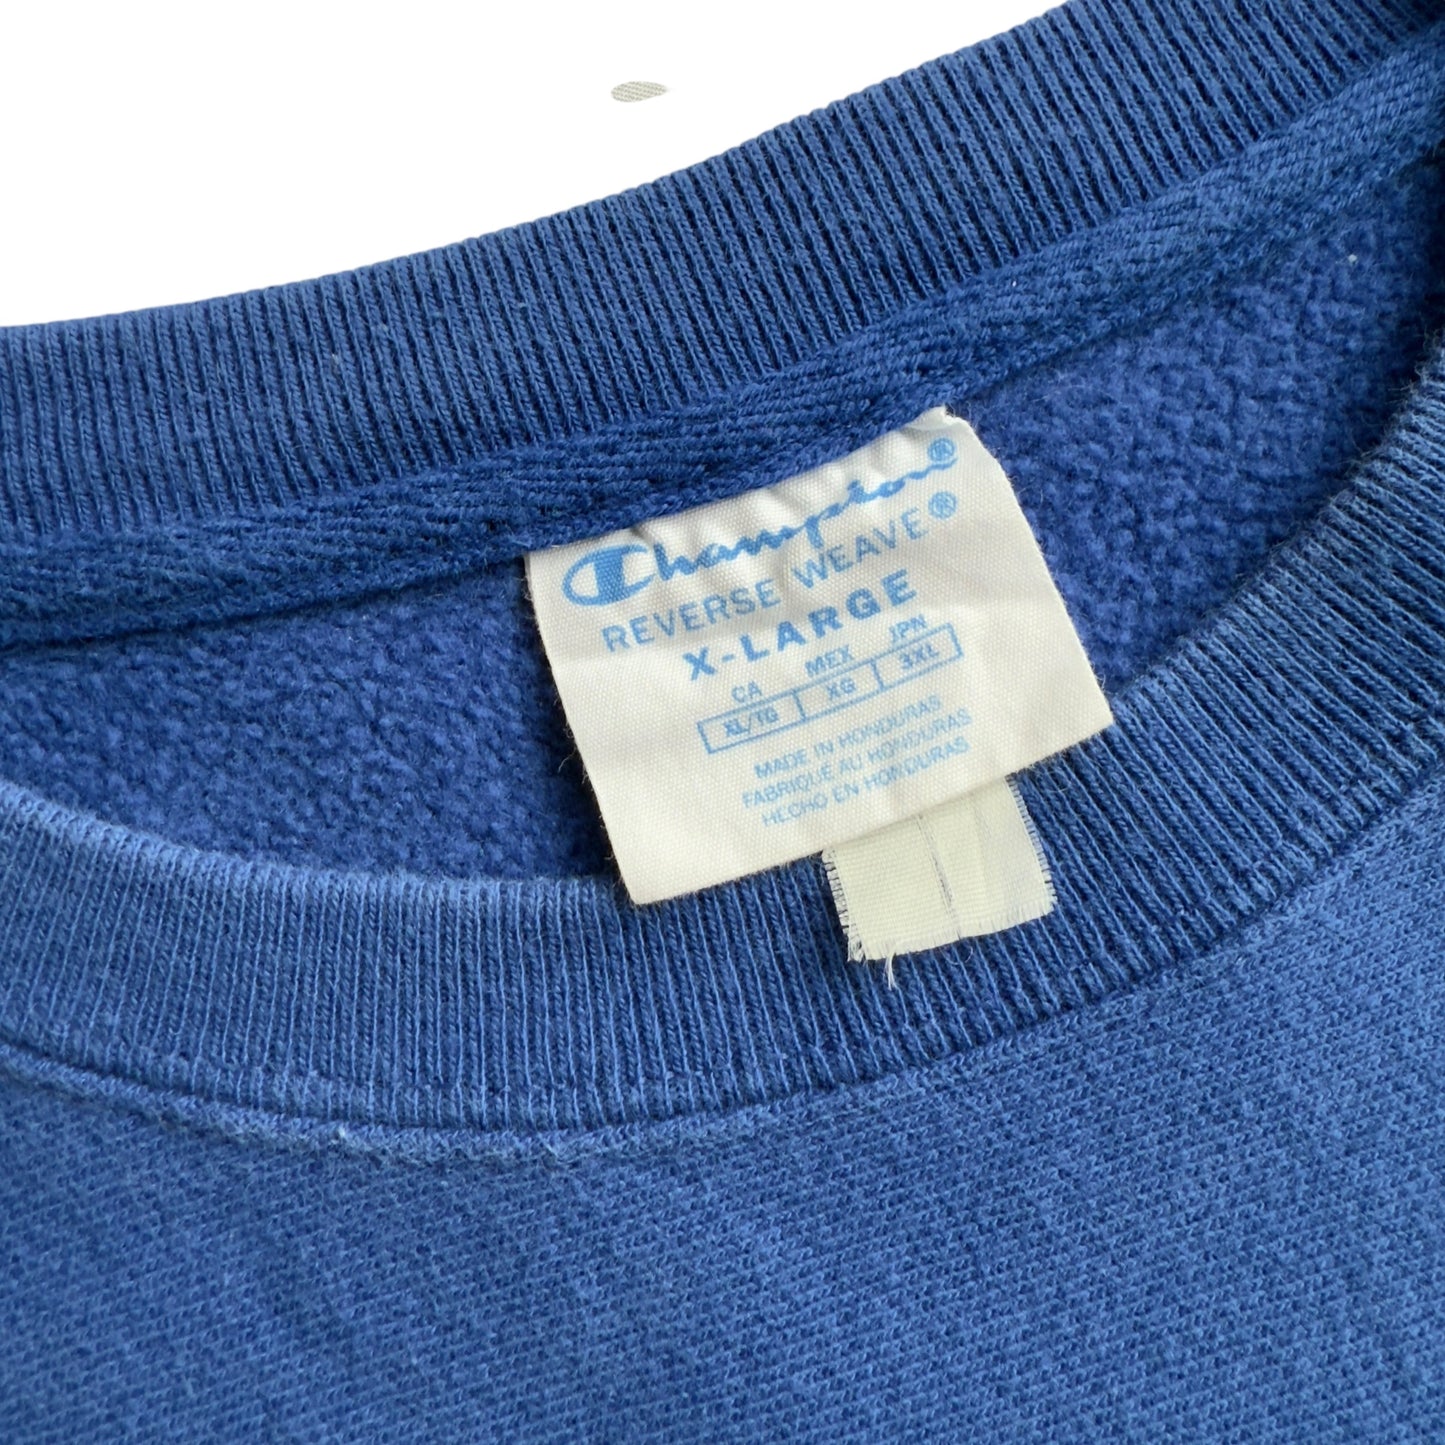 Champion®
REVERSE WEAVE®
X-LARGE
CA MEX JPN
XL/TG XG 3XL
MADE IN HONDURAS
FABRIQUÉ AU HONDURAS
HECHO EN HONDURAS